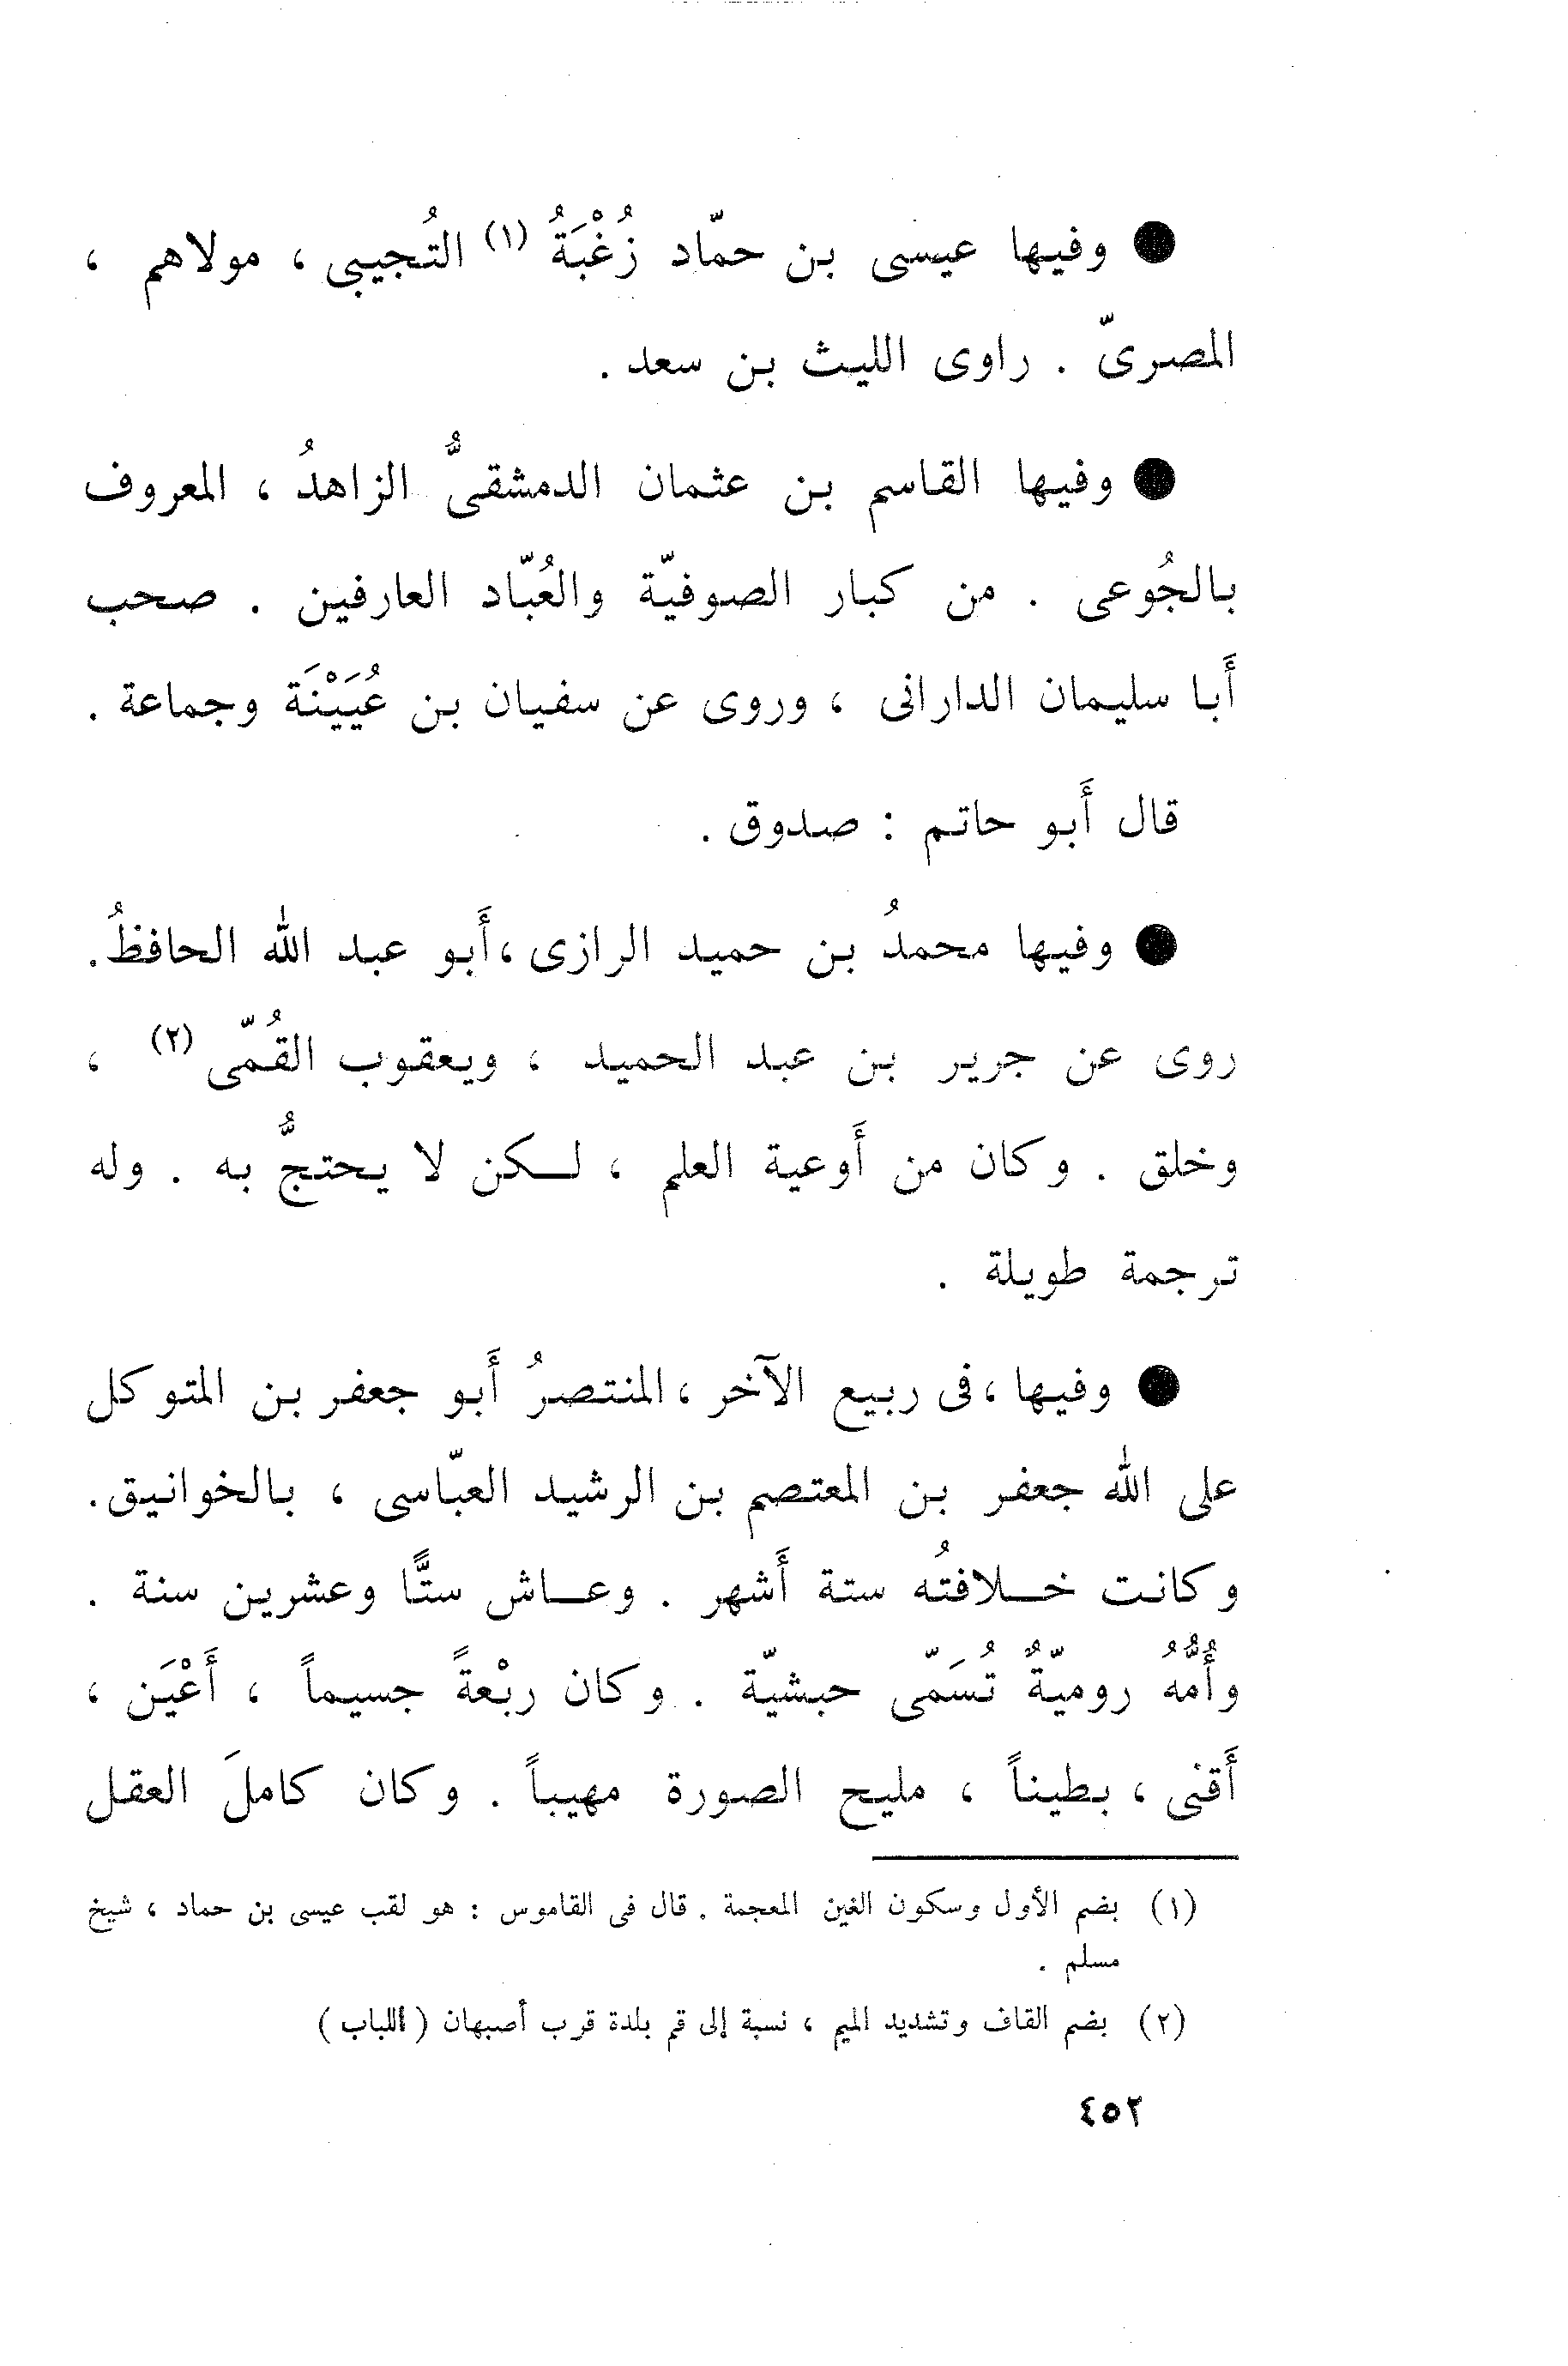 ● وفيها عيسى بن حمّاد زُغْبَةُ (١) التُجيبى ، مولاهم ،
المصرىّ . راوى الليث بن سعد .
● وفيها القاسم بن عثمان الدمشقىُّ الزاهدُ ، المعروف
بالجُوعى . من كبار الصوفيّة والعُبّاد العارفين . صحب
أَبا سليمان الدارانى ، وروى عن سفيان بن عُيَيْنَة وجماعة .
قال أَبو حاتم : صدوق .
● وفيها محمدُ بن حميد الرازى ، أَبو عبد الله الحافظُ .
روى عن جرير بن عبد الحميد ، ويعقوب القُمّى (٢) ،
وخلق . وكان من أَوعية العلم ، لـكن لا يحتجُّ به . وله
ترجمة طويلة .
● وفيها ، فى ربيع الآخر ، المنتصرُ أَبو جعفر بن المتوكل
على الله جعفر بن المعتصم بن الرشيد العبّاسى ، بالخوانيق .
وكانت خـلافتُه ستة أَشهر . وعـاش ستًّا وعشرين سنة .
وأُمُّهُ روميّةٌ تُسَمّى حبشيّة . وكان ربْعةً جسيماً ، أَعْيَن ،
أَقنى ، بطيناً ، مليح الصورة مهيباً . وكان كاملَ العقل
(١) بضم الأول وسكون الغين المعجمة . قال فى القاموس : هو لقب عيسى بن حماد ، شيخ
مسلم .
(٢) بضم القاف وتشديد الميم ، نسبة إلى قم بلدة قرب أصبهان ( اللباب )
٤٥٢